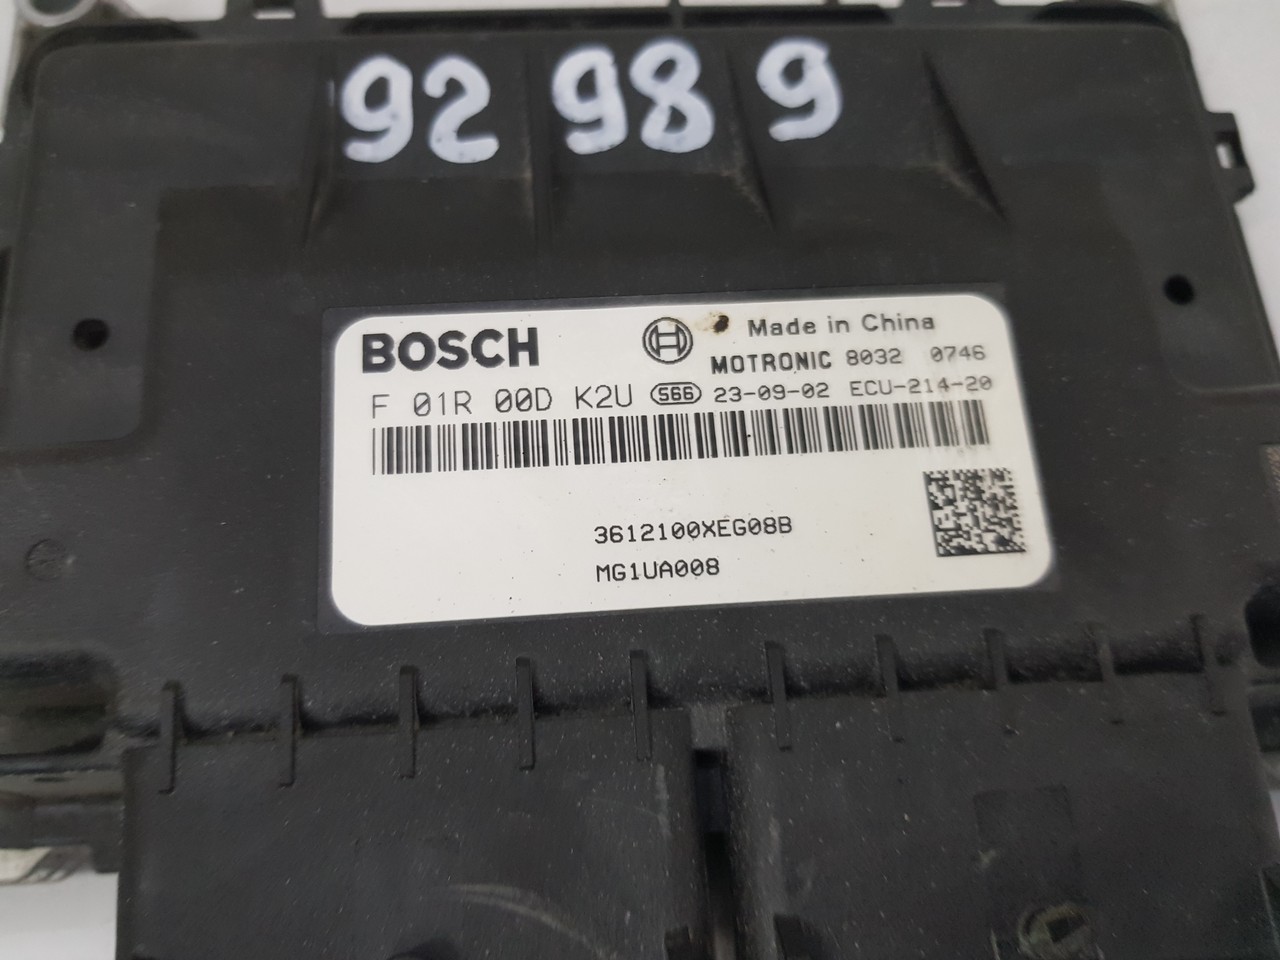 92 98 9
BOSCH Made in China
MOTRONIC 8032 0746
F 01R 00D K2U 566 23-09-02 ECU-214-20
3612100XEG08B
MG1UA008